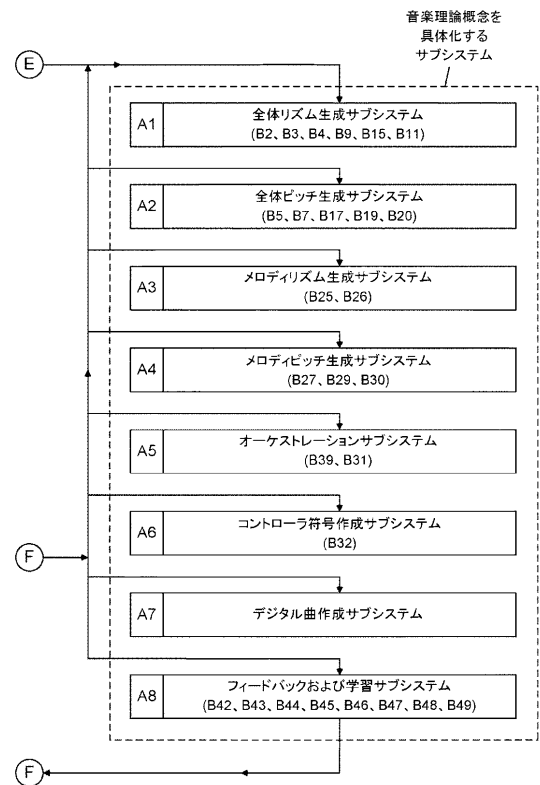 音楽理論概念を
具体化する
サブシステム
E
A1
全体リズム生成サブシステム
(B2、B3、B4、B9、B15、B11)
A2
全体ピッチ生成サブシステム
(B5、B7、B17、B19、B20)
A3
メロディリズム生成サブシステム
(B25、B26)
A4
メロディピッチ生成サブシステム
(B27、B29、B30)
A5
オーケストレーションサブシステム
(B39、B31)
A6
コントローラ符号作成サブシステム
(B32)
F
A7
デジタル曲作成サブシステム
A8
フィードバックおよび学習サブシステム
(B42、B43、B44、B45、B46、B47、B48、B49)
F